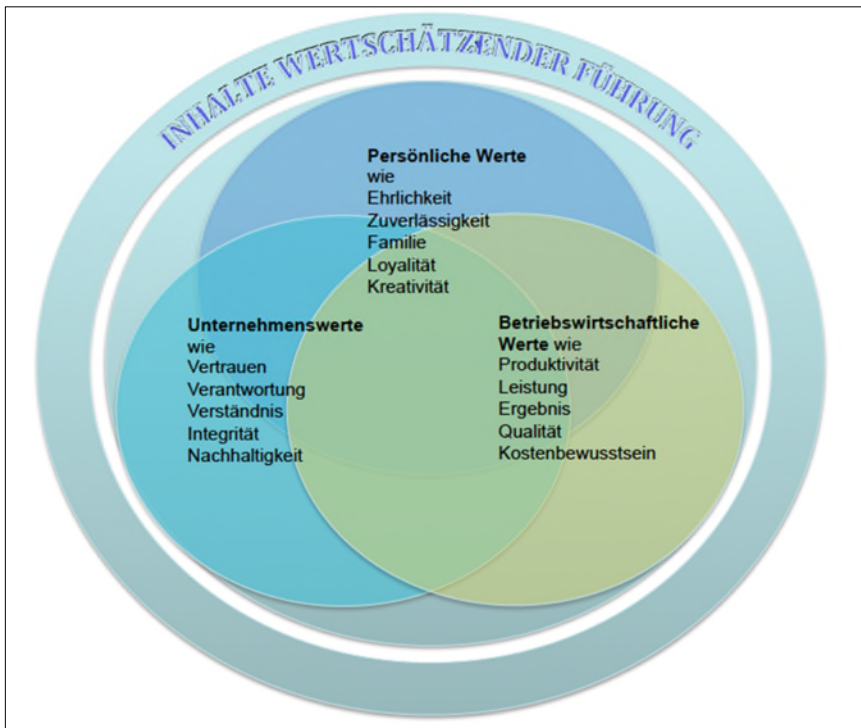 INHALTE WERTSCHÄTZENDER FÜHRUNG
Persönliche Werte
wie
Ehrlichkeit
Zuverlässigkeit
Familie
Loyalität
Kreativität
Unternehmenswerte
wie
Vertrauen
Verantwortung
Verständnis
Integrität
Nachhaltigkeit
Betriebswirtschaftliche
Werte wie
Produktivität
Leistung
Ergebnis
Qualität
Kostenbewusstsein